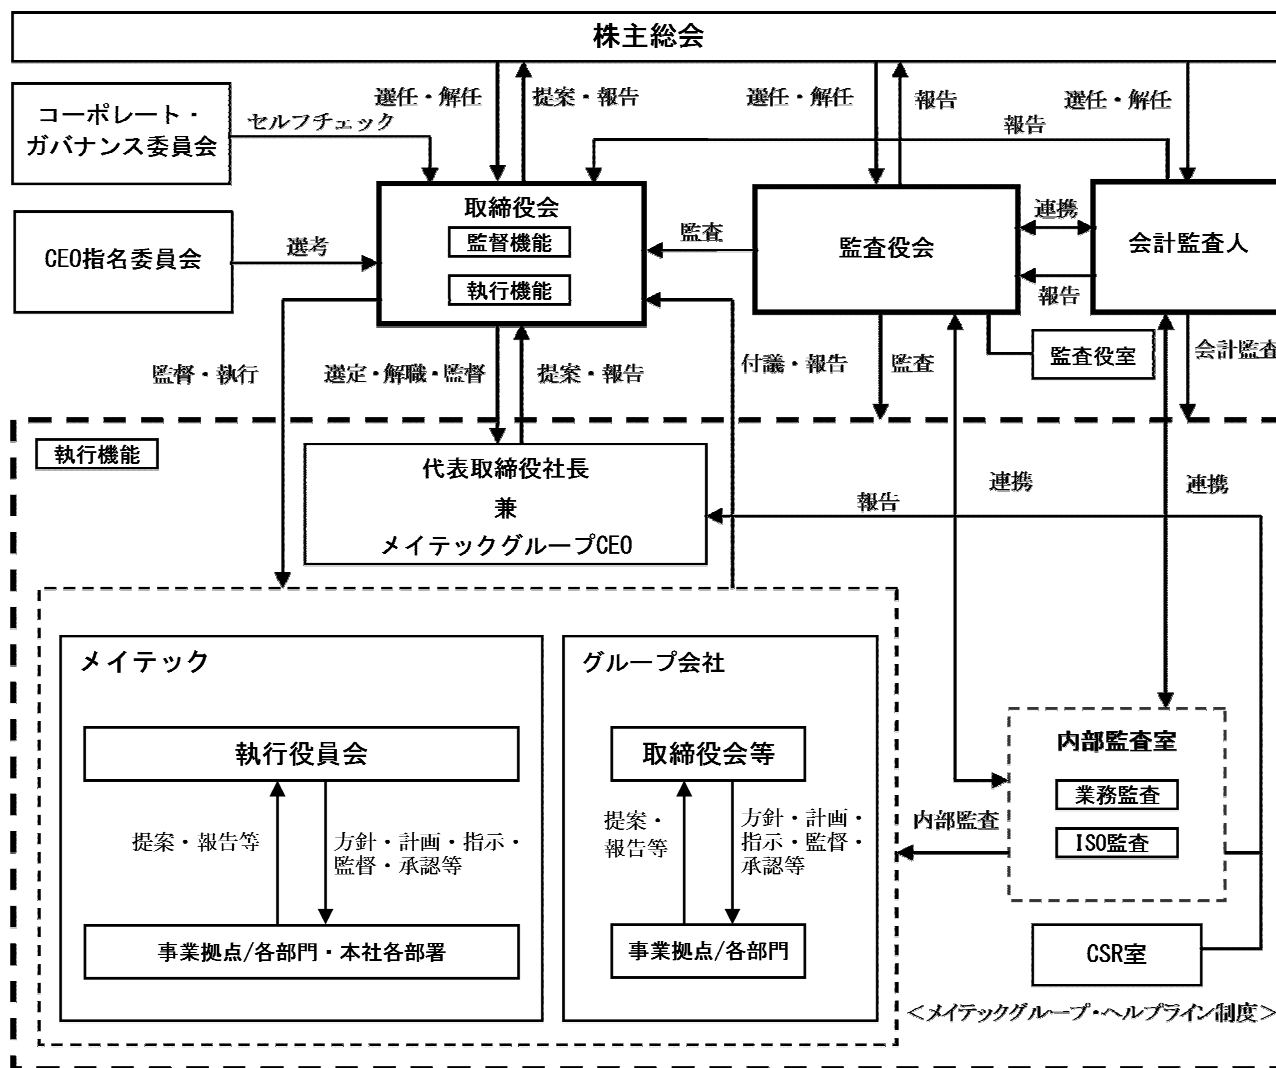 株主総会
コーポレート・
ガバナンス委員会
セルフチェック
選任・解任
提案・報告
選任・解任
報告
選任・解任
報告
CEO指名委員会
選考
取締役会
監督機能
執行機能
監査
監査役会
連携
報告
会計監査人
監督・執行
選定・解職・監督
提案・報告
付議・報告
監査
監査役室
会計監査
執行機能
代表取締役社長
兼
メイテックグループCEO
報告
連携
連携
メイテック
執行役員会
提案・報告等
方針・計画・指示・
監督・承認等
事業拠点/各部門・本社各部署
グループ会社
取締役会等
提案・
報告等
方針・計画・
指示・監督・
承認等
事業拠点/各部門
内部監査
内部監査室
業務監査
ISO監査
CSR室
＜メイテックグループ・ヘルプライン制度＞